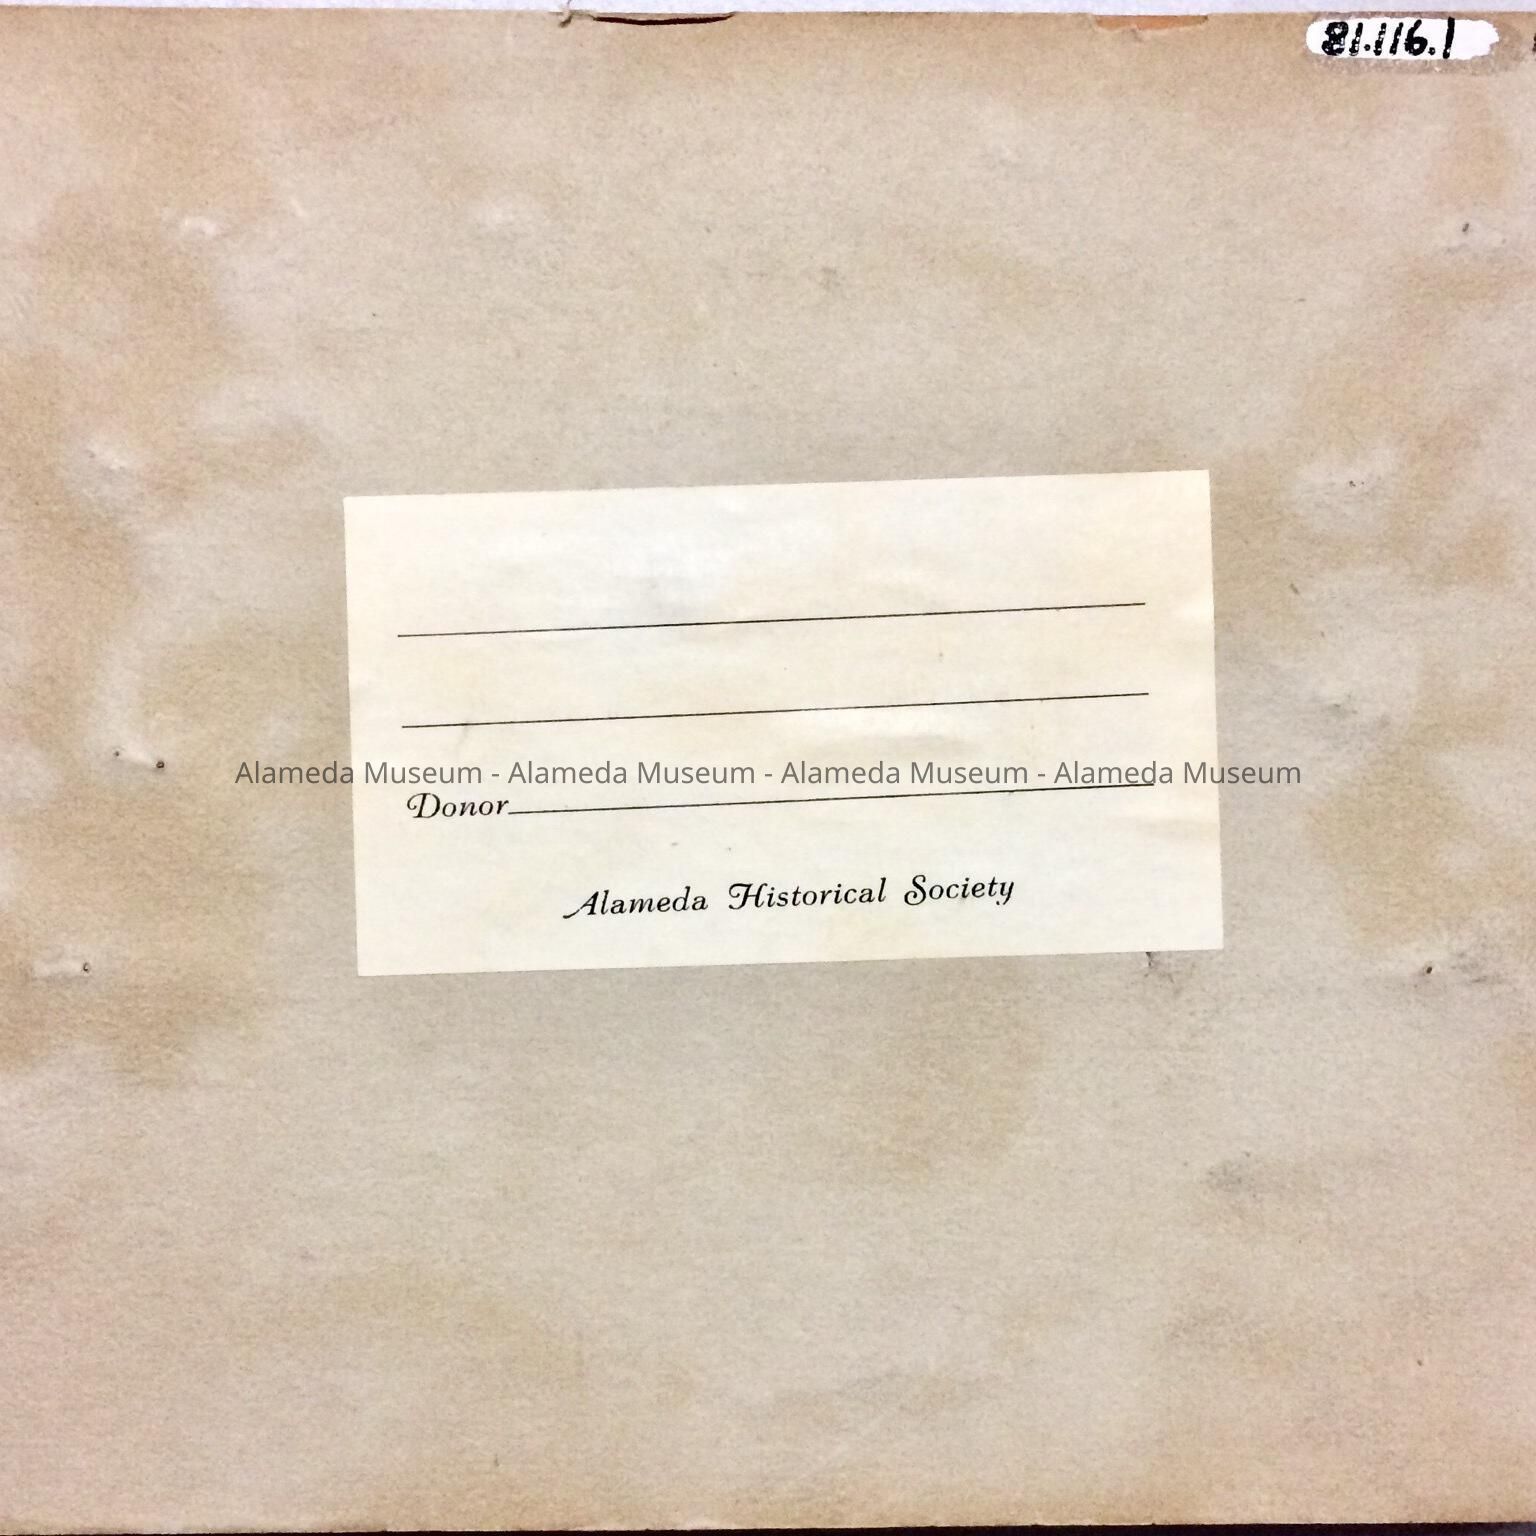 81.116.1
Alameda Museum - Alameda Museum - Alameda Museum - Alameda Museum
Donor
Alameda Historical Society